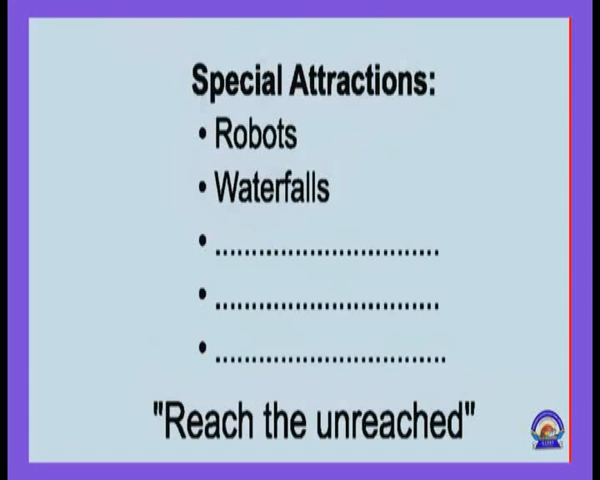 Special Attractions:
• Robots
• Waterfalls
• ...............................
• ...............................
• ................................
"Reach the unreached"